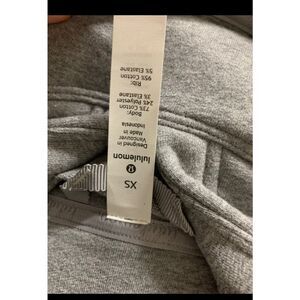 XS
lululemon
Designed in
Vancouver
Made in
Indonesia
Body:
73% Cotton
24% Polyester
3% Elastane
Rib:
95% Cotton
5% Elastane